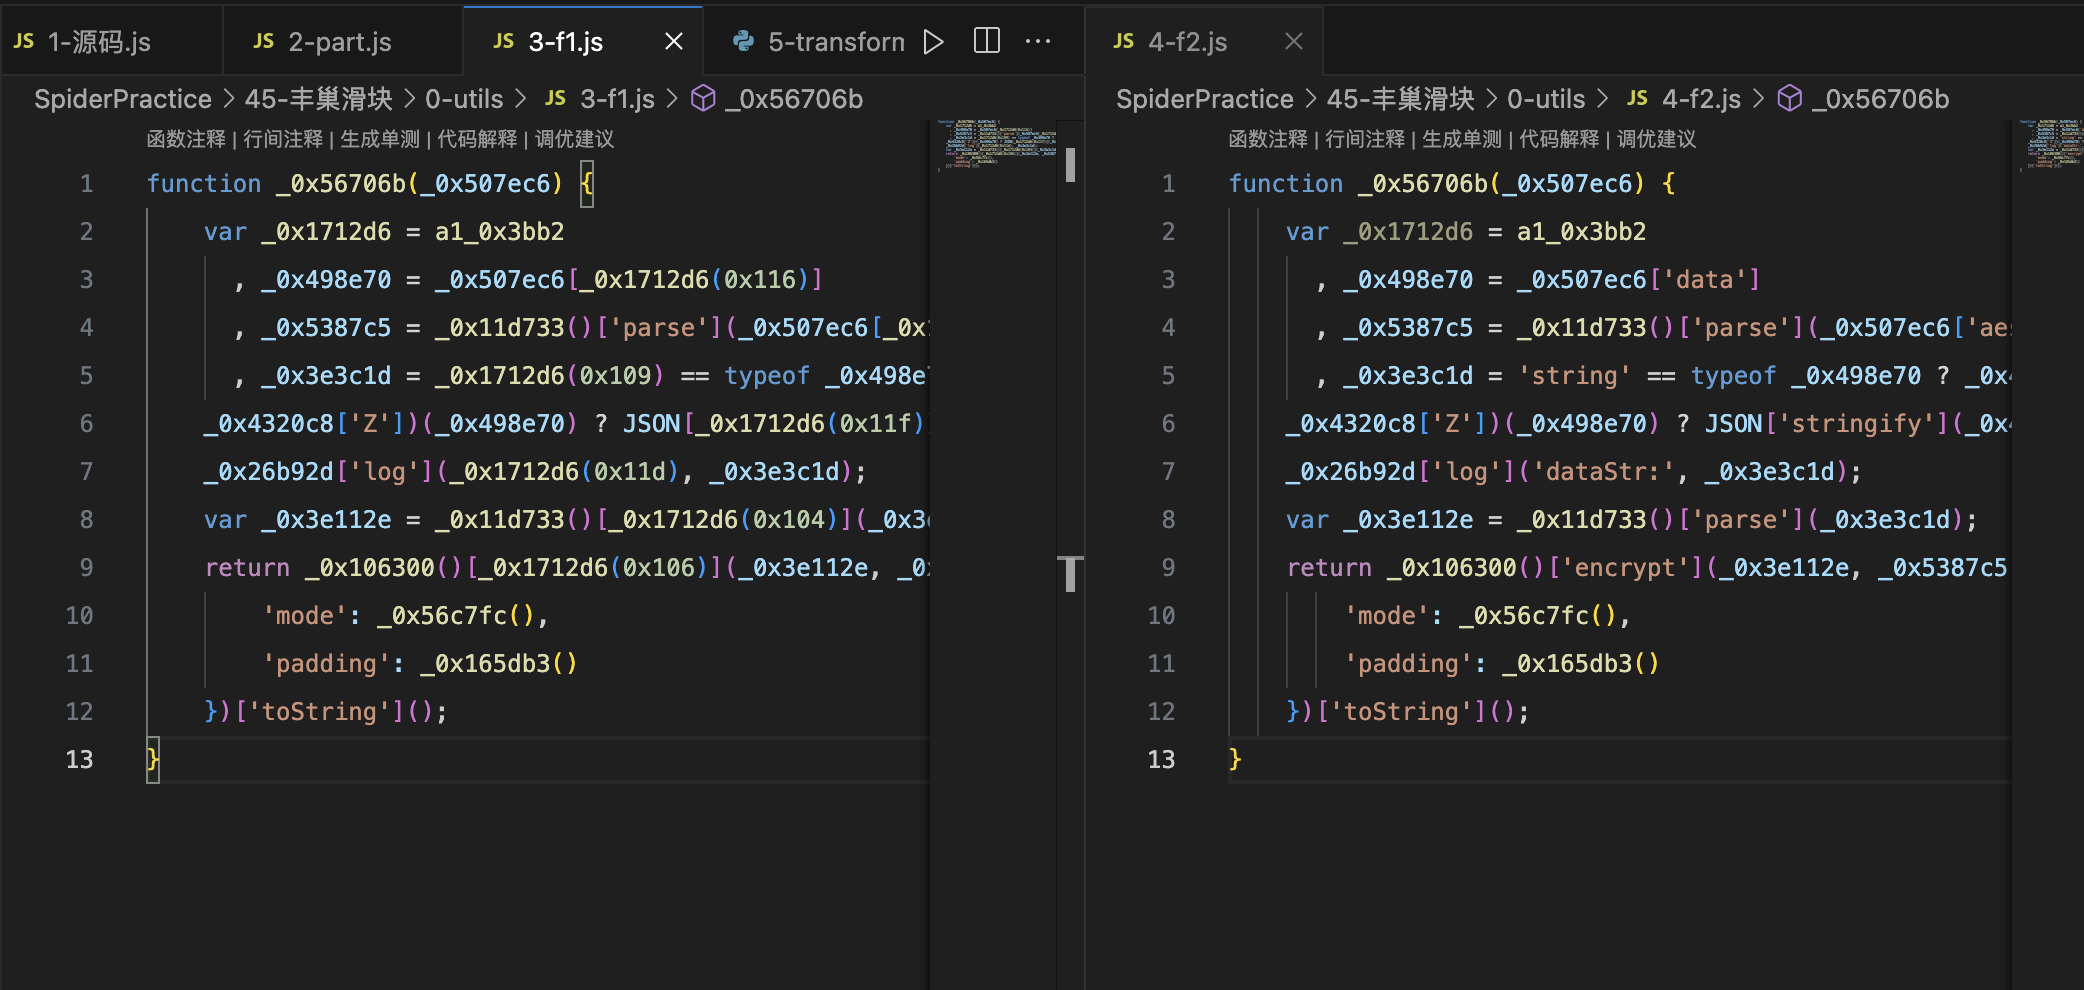 JS 1-源码.js JS 2-part.js JS 3-f1.js 5-transforn
SpiderPractice > 45-丰巢滑块 > 0-utils > JS 3-f1.js > _0x56706b
函数注释 | 行间注释 | 生成单测 | 代码解释 | 调优建议
1 function _0x56706b(_0x507ec6) {
2 var _0x1712d6 = a1_0x3bb2
3 , _0x498e70 = _0x507ec6[_0x1712d6(0x116)]
4 , _0x5387c5 = _0x11d733()['parse'](_0x507ec6[_0x
5 , _0x3e3c1d = _0x1712d6(0x109) == typeof _0x498e
6 _0x4320c8['Z'])(_0x498e70) ? JSON[_0x1712d6(0x11f)
7 _0x26b92d['log'](_0x1712d6(0x11d), _0x3e3c1d);
8 var _0x3e112e = _0x11d733()[_0x1712d6(0x104)](_0x3
9 return _0x106300()[_0x1712d6(0x106)](_0x3e112e, _0
10 'mode': _0x56c7fc(),
11 'padding': _0x165db3()
12 })['toString']();
13 }
JS 4-f2.js
SpiderPractice > 45-丰巢滑块 > 0-utils > JS 4-f2.js > _0x56706b
函数注释 | 行间注释 | 生成单测 | 代码解释 | 调优建议
1 function _0x56706b(_0x507ec6) {
2 var _0x1712d6 = a1_0x3bb2
3 , _0x498e70 = _0x507ec6['data']
4 , _0x5387c5 = _0x11d733()['parse'](_0x507ec6['aes
5 , _0x3e3c1d = 'string' == typeof _0x498e70 ? _0x
6 _0x4320c8['Z'])(_0x498e70) ? JSON['stringify'](_0x
7 _0x26b92d['log']('dataStr:', _0x3e3c1d);
8 var _0x3e112e = _0x11d733()['parse'](_0x3e3c1d);
9 return _0x106300()['encrypt'](_0x3e112e, _0x5387c5
10 'mode': _0x56c7fc(),
11 'padding': _0x165db3()
12 })['toString']();
13 }